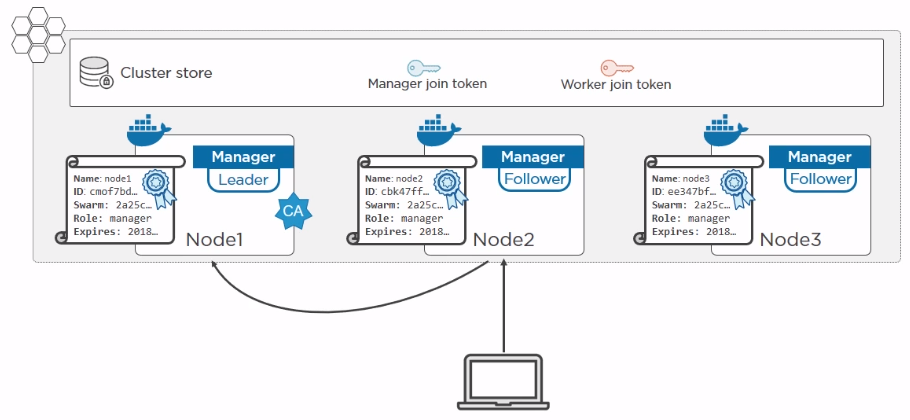 Cluster store
Manager join token
Worker join token
Manager
Leader
Name: node1
ID: cmof7bd...
Swarm: 2a25c...
Role: manager
Expires: 2018...
CA
Node1
Manager
Follower
Name: node2
ID: cbk47ff...
Swarm: 2a25c...
Role: manager
Expires: 2018...
Node2
Manager
Follower
Name: node3
ID: ee347bf...
Swarm: 2a25c...
Role: manager
Expires: 2018...
Node3